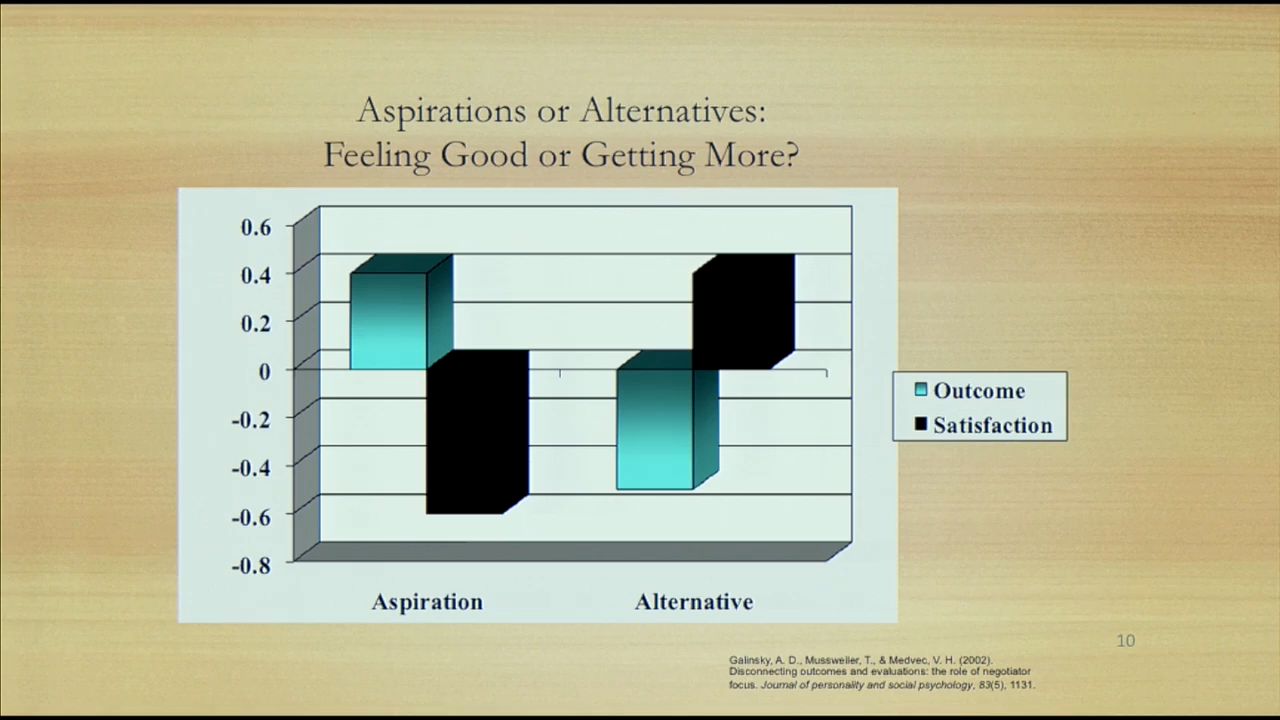 Aspirations or Alternatives:
Feeling Good or Getting More?
0.6
0.4
0.2
0
-0.2
-0.4
-0.6
-0.8
Outcome
Satisfaction
Aspiration
Alternative
10
Galinsky, A. D., Mussweiler, T., & Medvec, V. H. (2002).
Disconnecting outcomes and evaluations: the role of negotiator
focus. Journal of personality and social psychology, 83(5), 1131.